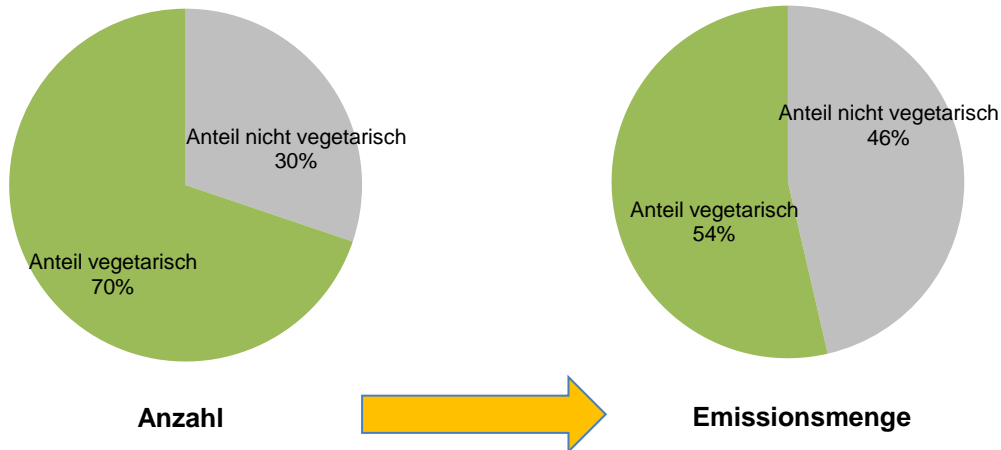 Anteil nicht vegetarisch
30%
Anteil vegetarisch
70%
Anzahl
Anteil nicht vegetarisch
46%
Anteil vegetarisch
54%
Emissionsmenge